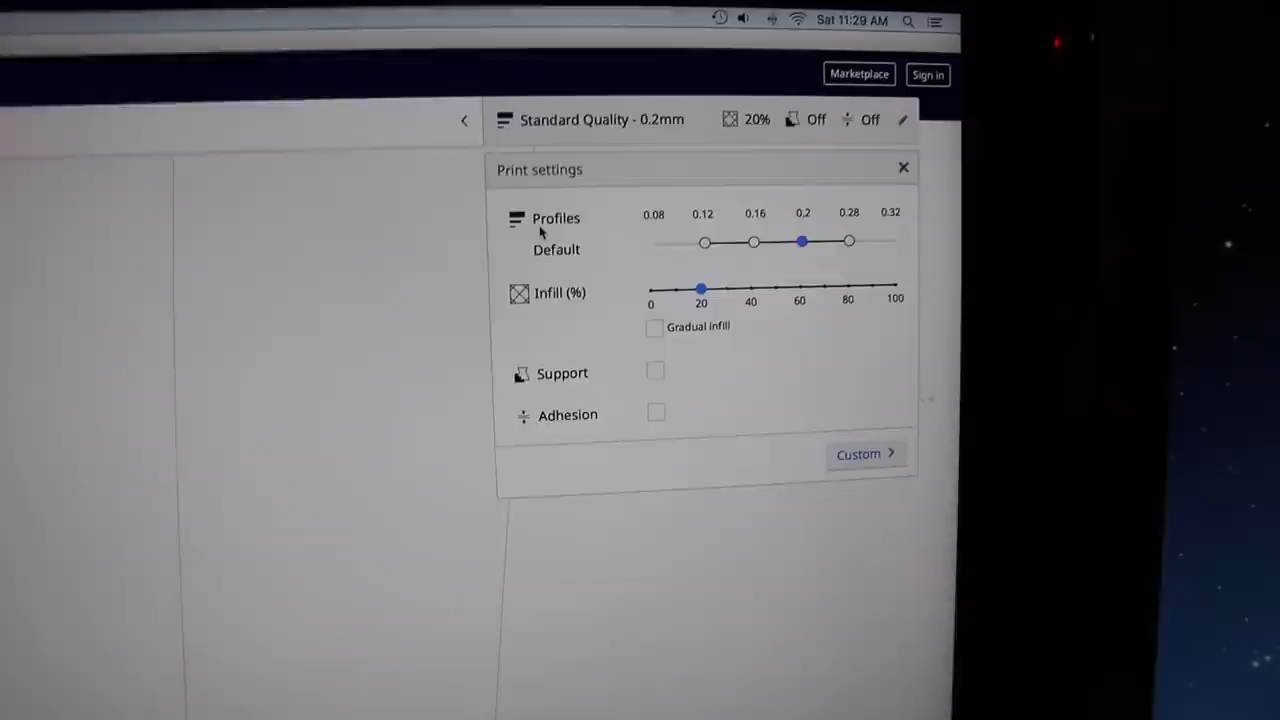 Sat 11:29 AM
Marketplace Sign in
Standard Quality - 0.2mm 20% Off Off
Print settings
Profiles 0.08 0.12 0.16 0.2 0.28 0.32
Default
Infill (%)
0 20 40 60 80 100
Gradual infill
Support
Adhesion
Custom